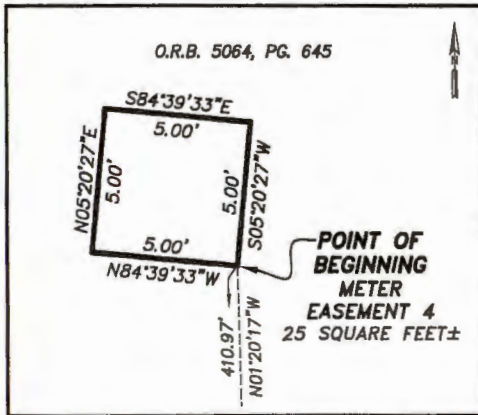 O.R.B. 5064, PG. 645
S84°39'33"E
5.00'
N05°20'27"E
5.00'
5.00'
S05°20'27"W
5.00'
N84°39'33"W
POINT OF
BEGINNING
METER
EASEMENT 4
25 SQUARE FEET±
410.97'
N01°20'17"W